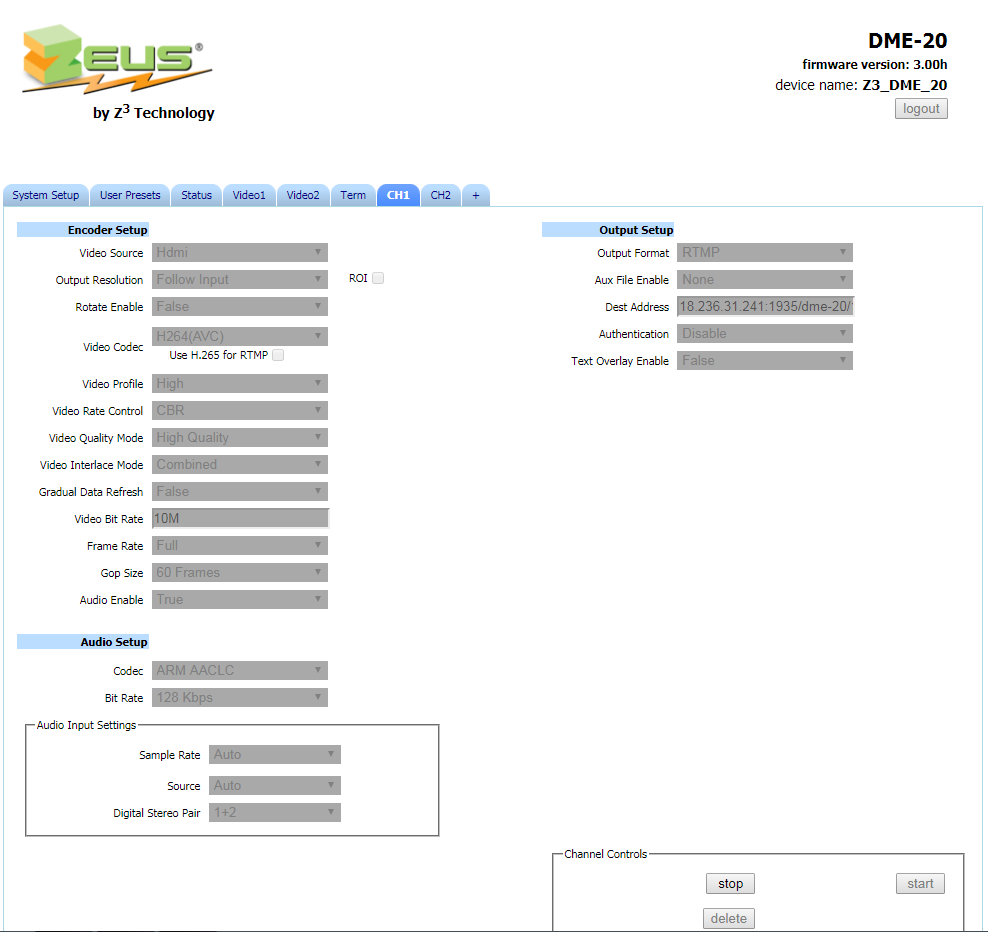 ZEUS®
by Z3 Technology
DME-20
firmware version: 3.00h
device name: Z3_DME_20
logout
System Setup User Presets Status Video1 Video2 Term CH1 CH2 +
Encoder Setup
Video Source Hdmi
Output Resolution Follow Input ROI
Rotate Enable False
Video Codec H264(AVC)
Use H.265 for RTMP
Video Profile High
Video Rate Control CBR
Video Quality Mode High Quality
Video Interlace Mode Combined
Gradual Data Refresh False
Video Bit Rate 10M
Frame Rate Full
Gop Size 60 Frames
Audio Enable True
Audio Setup
Codec ARM AACLC
Bit Rate 128 Kbps
Audio Input Settings
Sample Rate Auto
Source Auto
Digital Stereo Pair 1+2
Output Setup
Output Format RTMP
Aux File Enable None
Dest Address 18.236.31.241:1935/dme-20/
Authentication Disable
Text Overlay Enable False
Channel Controls
stop start
delete